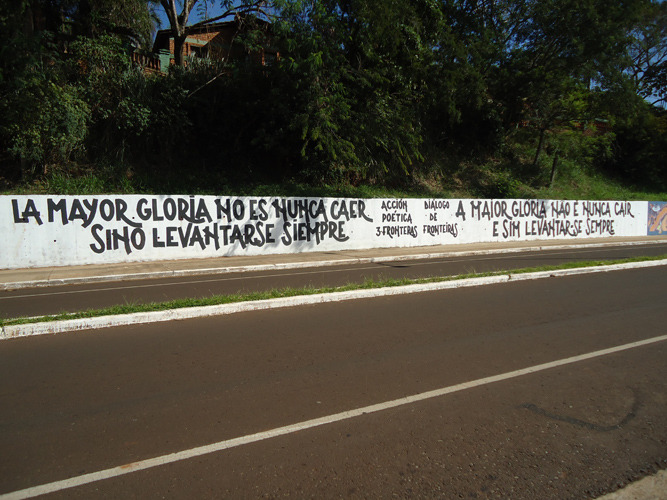 LA MAYOR GLORIA NO ES NUNCA CAER
SINO LEVANTARSE SIEMPRE
ACCIÓN
POÉTICA
3-FRONTERAS
DIALOGO
DE
FRONTEIRAS
A MAIOR GLORIA NÃO É NUNCA CAIR
E SIM LEVANTAR-SE SEMPRE